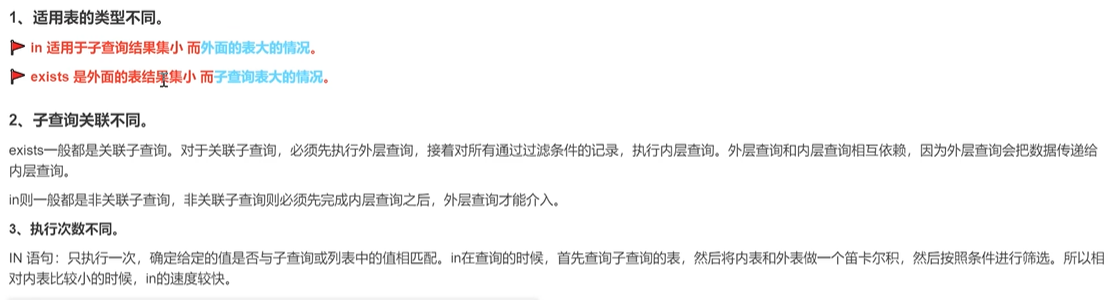 1、适用表的类型不同。
in 适用于子查询结果集小 而外面的表大的情况。
exists 是外面的表结果集小 而子查询表大的情况。
2、子查询关联不同。
exists一般都是关联子查询。对于关联子查询，必须先执行外层查询，接着对所有通过过滤条件的记录，执行内层查询。外层查询和内层查询相互依赖，因为外层查询会把数据传递给
内层查询。
in则一般都是非关联子查询，非关联子查询则必须先完成内层查询之后，外层查询才能介入。
3、执行次数不同。
IN 语句：只执行一次，确定给定的值是否与子查询或列表中的值相匹配。in在查询的时候，首先查询子查询的表，然后将内表和外表做一个笛卡尔积，然后按照条件进行筛选。所以相
对内表比较小的时候，in的速度较快。